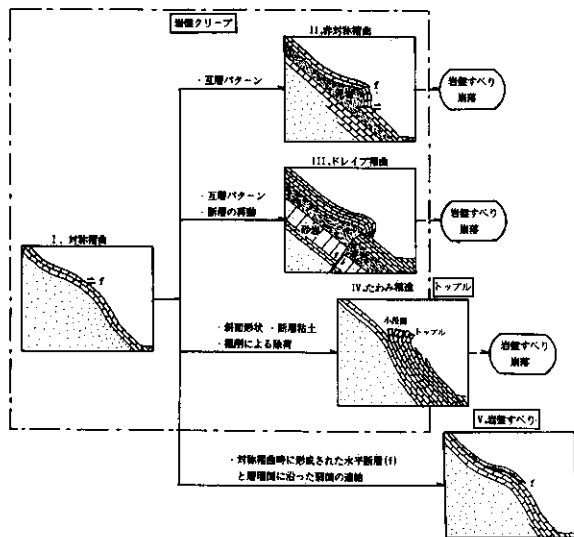 岩盤クリープ
II.非対称褶曲
・互層パターン
f
岩盤すべり
崩落
III.ドレイプ褶曲
・互層パターン
・断層の再動
砂岩
f
岩盤すべり
崩落
I.対称褶曲
f
IV.たわみ構造
トップル
・斜面形状 ・断層粘土
・掘削による除荷
小段面
トップル
岩盤すべり
崩落
V.岩盤すべり
・対称褶曲時に形成された水平断層(f)
と層理面に沿った弱面の連結
f